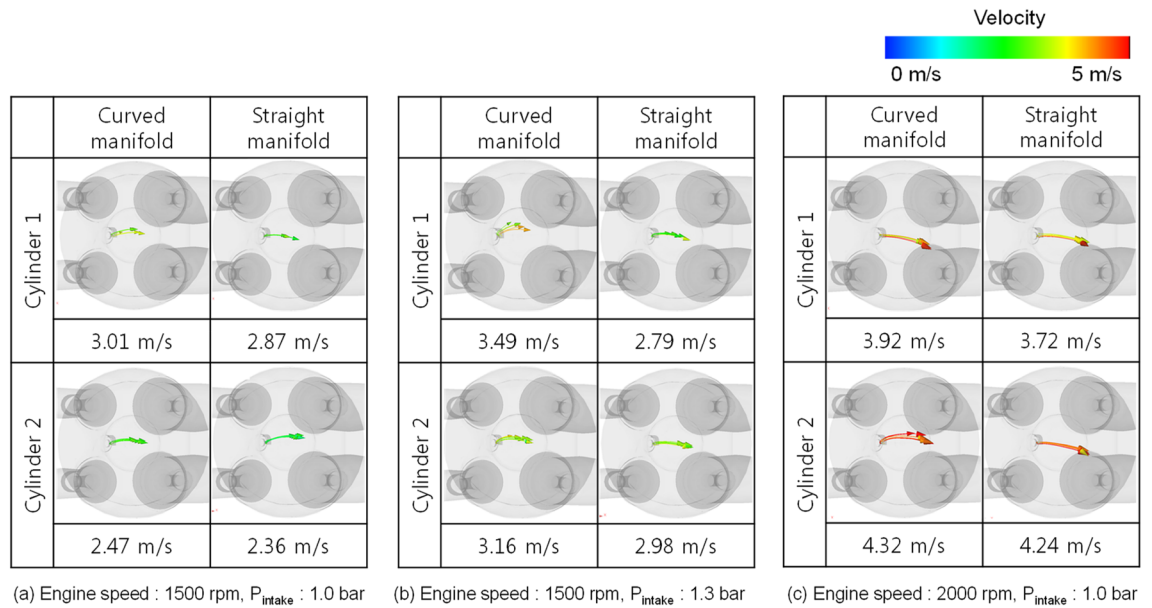 Velocity
0 m/s 5 m/s
Curved manifold Straight manifold
Cylinder 1
3.01 m/s 2.87 m/s
Cylinder 2
2.47 m/s 2.36 m/s
(a) Engine speed : 1500 rpm, Pintake : 1.0 bar
Curved manifold Straight manifold
Cylinder 1
3.49 m/s 2.79 m/s
Cylinder 2
3.16 m/s 2.98 m/s
(b) Engine speed : 1500 rpm, Pintake : 1.3 bar
Curved manifold Straight manifold
Cylinder 1
3.92 m/s 3.72 m/s
Cylinder 2
4.32 m/s 4.24 m/s
(c) Engine speed : 2000 rpm, Pintake : 1.0 bar